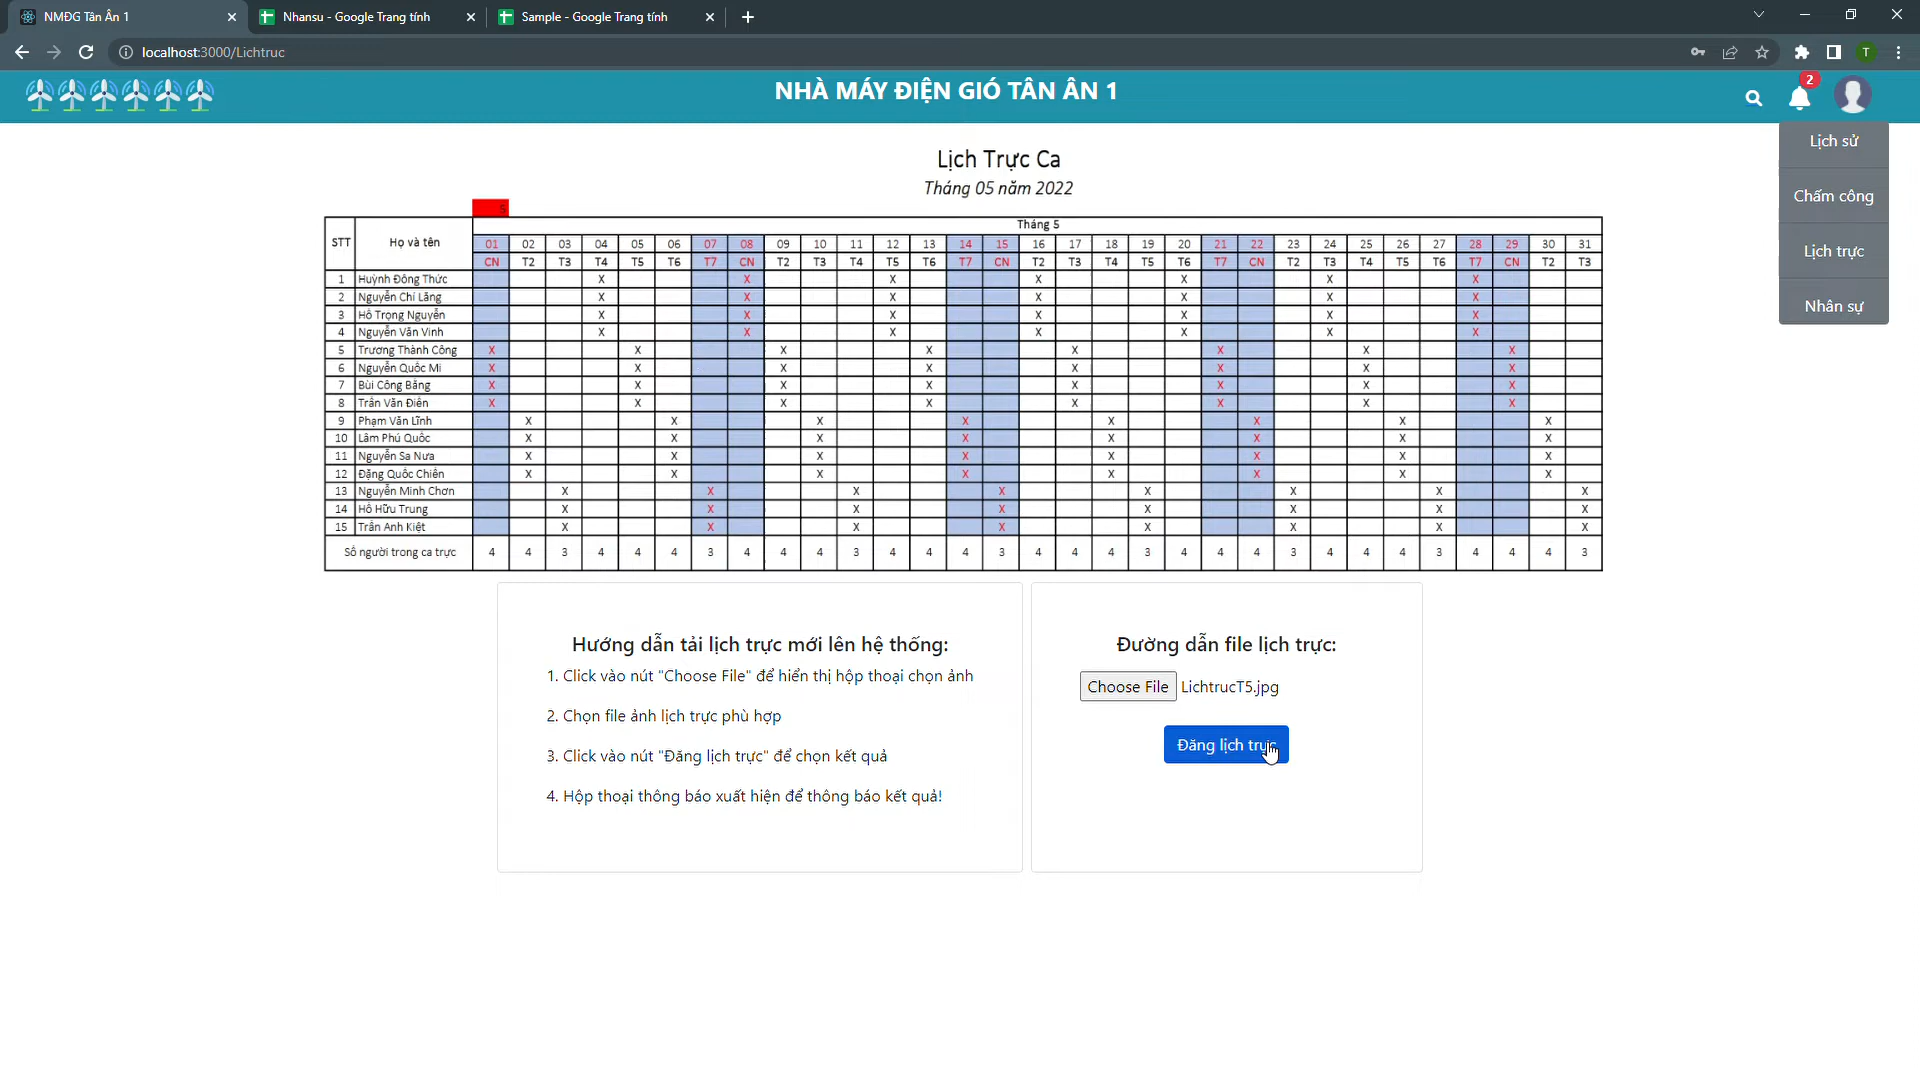 NMĐG Tân Ân 1
Nhansu - Google Trang tính
Sample - Google Trang tính
localhost:3000/Lichtruc
T
NHÀ MÁY ĐIỆN GIÓ TÂN ÂN 1
2
Lịch sử
Chấm công
Lịch trực
Nhân sự
Lịch Trực Ca
Tháng 05 năm 2022
STT Họ và tên Tháng 5
01 02 03 04 05 06 07 08 09 10 11 12 13 14 15 16 17 18 19 20 21 22 23 24 25 26 27 28 29 30 31
CN T2 T3 T4 T5 T6 T7 CN T2 T3 T4 T5 T6 T7 CN T2 T3 T4 T5 T6 T7 CN T2 T3 T4 T5 T6 T7 CN T2 T3
1 Huỳnh Đông Thức X X X X X X X
2 Nguyễn Chí Lăng X X X X X X X
3 Hồ Trọng Nguyễn X X X X X X X
4 Nguyễn Văn Vinh X X X X X X X
5 Trương Thành Công X X X X X X X X
6 Nguyễn Quốc Mi X X X X X X X X
7 Bùi Công Bằng X X X X X X X X
8 Trần Văn Điền X X X X X X X X
9 Phạm Văn Lĩnh X X X X X X X X
10 Lâm Phú Quốc X X X X X X X X
11 Nguyễn Sa Nưa X X X X X X X X
12 Đặng Quốc Chiến X X X X X X X X
13 Nguyễn Minh Chơn X X X X X X X X
14 Hồ Hữu Trung X X X X X X X X
15 Trần Anh Kiệt X X X X X X X X
Số người trong ca trực 4 4 3 4 4 4 3 4 4 4 3 4 4 4 3 4 4 4 4 4 4 4 3 4 4 4 3 4 4 4 3
Hướng dẫn tải lịch trực mới lên hệ thống:
1. Click vào nút "Choose File" để hiển thị hộp thoại chọn ảnh
2. Chọn file ảnh lịch trực phù hợp
3. Click vào nút "Đăng lịch trực" để chọn kết quả
4. Hộp thoại thông báo xuất hiện để thông báo kết quả!
Đường dẫn file lịch trực:
Choose File LichtrucT5.jpg
Đăng lịch trực